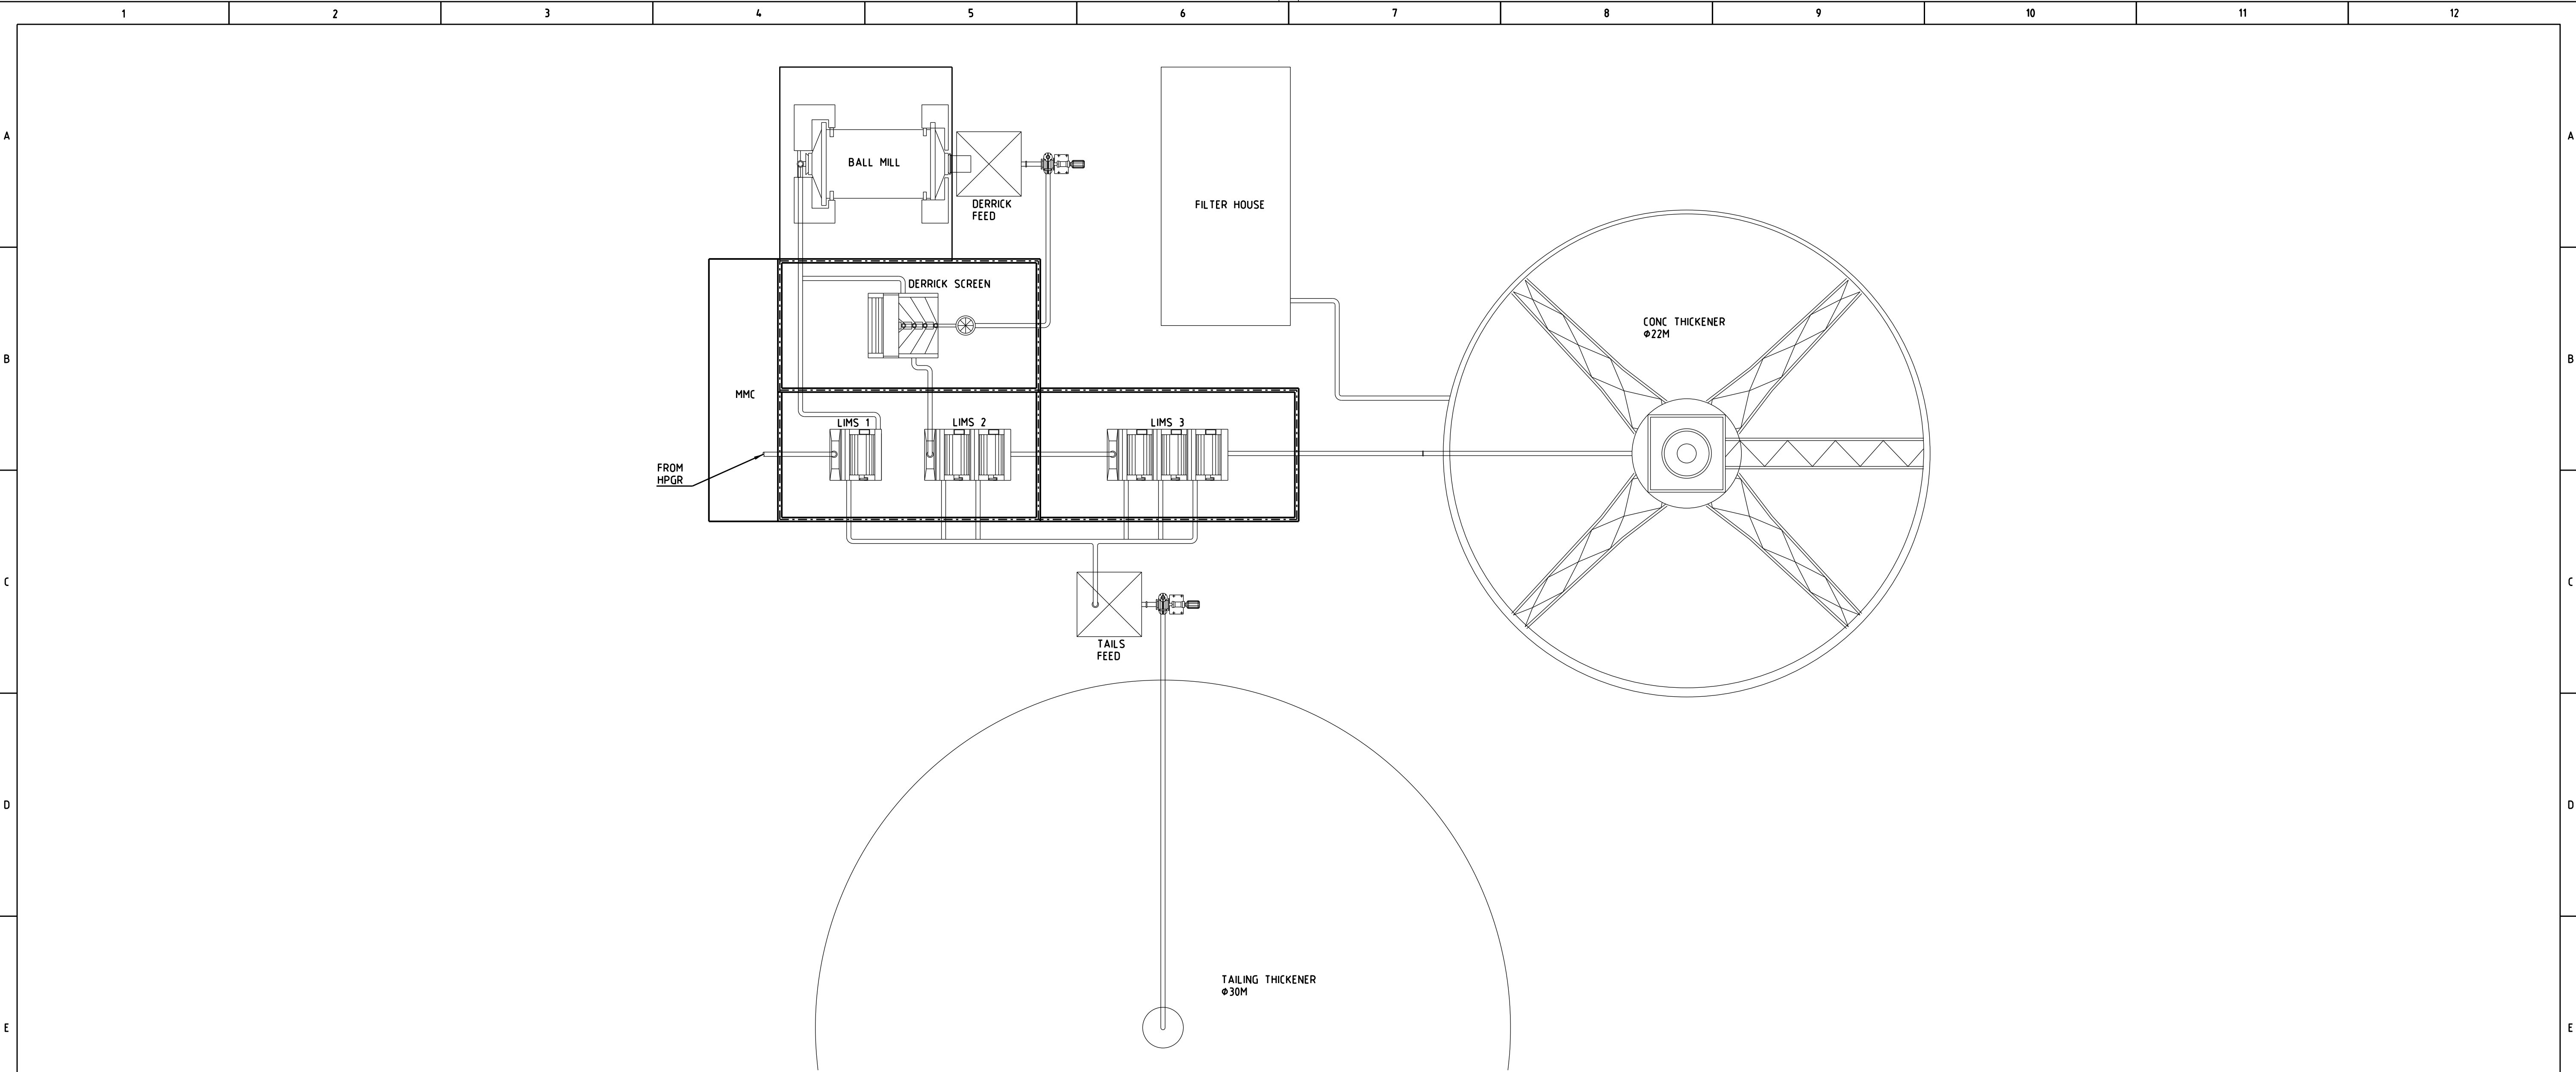 1 2 3 4 5 6 7 8 9 10 11 12
A A
BALL MILL
DERRICK
FEED
FILTER HOUSE
DERRICK SCREEN
CONC THICKENER
Φ22M
B B
MMC
LIMS 1 LIMS 2 LIMS 3
FROM
HPGR
C C
TAILS
FEED
D D
TAILING THICKENER
Φ30M
E E